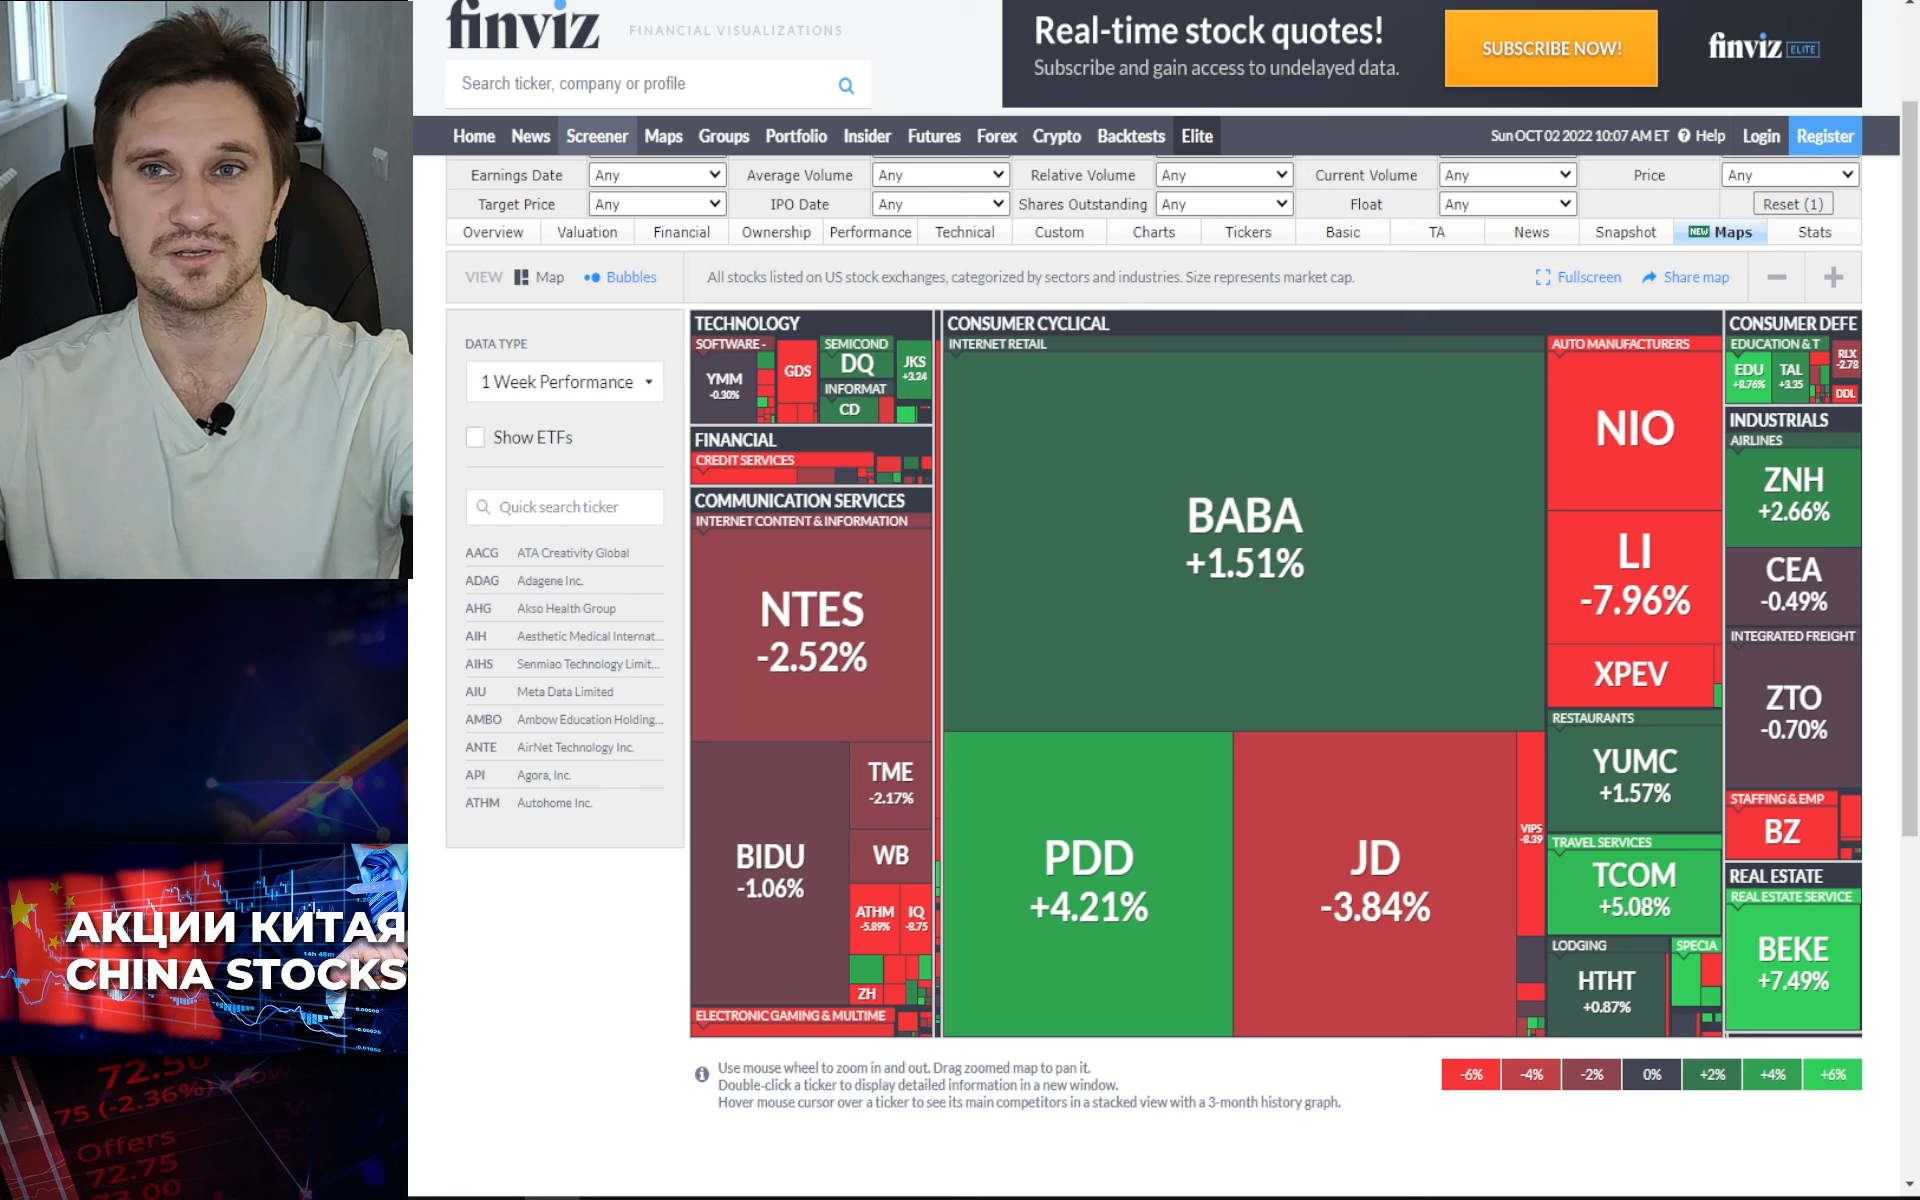 finviz FINANCIAL VISUALIZATIONS
Search ticker, company or profile
Real-time stock quotes!
Subscribe and gain access to undelayed data.
SUBSCRIBE NOW!
finviz ELITE
Home News Screener Maps Groups Portfolio Insider Futures Forex Crypto Backtests Elite
Sun OCT 02 2022 10:07 AM ET Help Login Register
Earnings Date Any Average Volume Any Relative Volume Any Current Volume Any Price Any
Target Price Any IPO Date Any Shares Outstanding Any Float Any Reset (1)
Overview Valuation Financial Ownership Performance Technical Custom Charts Tickers Basic TA News Snapshot NEW Maps Stats
VIEW Map Bubbles
All stocks listed on US stock exchanges, categorized by sectors and industries. Size represents market cap.
Fullscreen Share map
DATA TYPE
1 Week Performance
Show ETFs
Quick search ticker
AACG ATA Creativity Global
ADAG Adagene Inc.
AHG Akso Health Group
AIH Aesthetic Medical Internat...
AIHS Senmiao Technology Limit...
AIU Meta Data Limited
AMBO Ambow Education Holding...
ANTE AirNet Technology Inc.
API Agora, Inc.
ATHM Autohome Inc.
TECHNOLOGY
SOFTWARE -
YMM
-0.30%
GDS
SEMICOND
DQ
INFORMAT
CD
JKS
+3.24
FINANCIAL
CREDIT SERVICES
COMMUNICATION SERVICES
INTERNET CONTENT & INFORMATION
NTES
-2.52%
BIDU
-1.06%
TME
-2.17%
WB
ATHM
-5.89%
IQ
-8.75
ZH
ELECTRONIC GAMING & MULTIME
CONSUMER CYCLICAL
INTERNET RETAIL
BABA
+1.51%
PDD
+4.21%
JD
-3.84%
VIPS
-8.39
AUTO MANUFACTURERS
NIO
LI
-7.96%
XPEV
RESTAURANTS
YUMC
+1.57%
TRAVEL SERVICES
TCOM
+5.08%
LODGING
HTHT
+0.87%
SPECIA
CONSUMER DEFE
EDUCATION & T
EDU
+8.76%
TAL
+3.35
RLX
-2.78
DDL
INDUSTRIALS
AIRLINES
ZNH
+2.66%
CEA
-0.49%
INTEGRATED FREIGHT
ZTO
-0.70%
STAFFING & EMP
BZ
REAL ESTATE
REAL ESTATE SERVICE
BEKE
+7.49%
Use mouse wheel to zoom in and out. Drag zoomed map to pan it.
Double-click a ticker to display detailed information in a new window.
Hover mouse cursor over a ticker to see its main competitors in a stacked view with a 3-month history graph.
-6% -4% -2% 0% +2% +4% +6%
АКЦИИ КИТАЯ
CHINA STOCKS
14h 48m
72.50
75 (-2.36%) Low
Offers
72.75
73.00